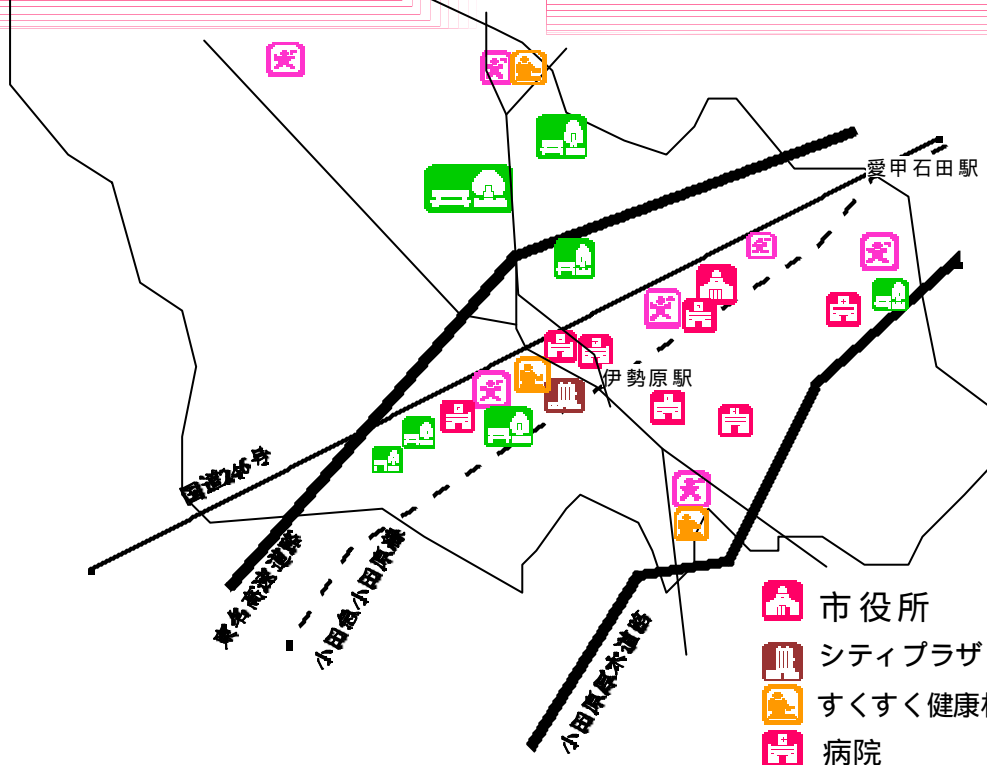 愛甲石田駅
伊勢原駅
国道246号
東名高速道路
小田急小田原線
小田原厚木道路
市役所
シティプラザ
すくすく健康
病院